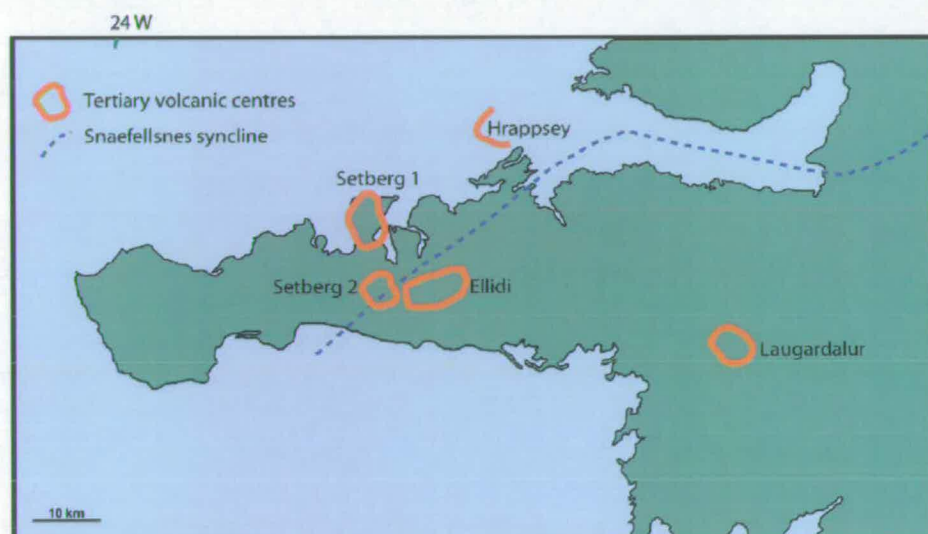 24 W
Tertiary volcanic centres
Snaefellsnes syncline
Hrappsey
Setberg 1
Setberg 2
Ellidi
Laugardalur
10 km